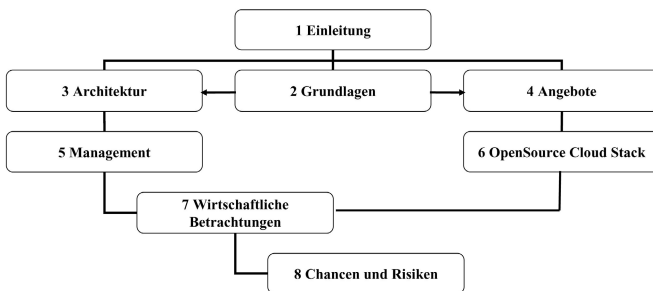 1 Einleitung
3 Architektur
2 Grundlagen
4 Angebote
5 Management
6 OpenSource Cloud Stack
7 Wirtschaftliche
Betrachtungen
8 Chancen und Risiken